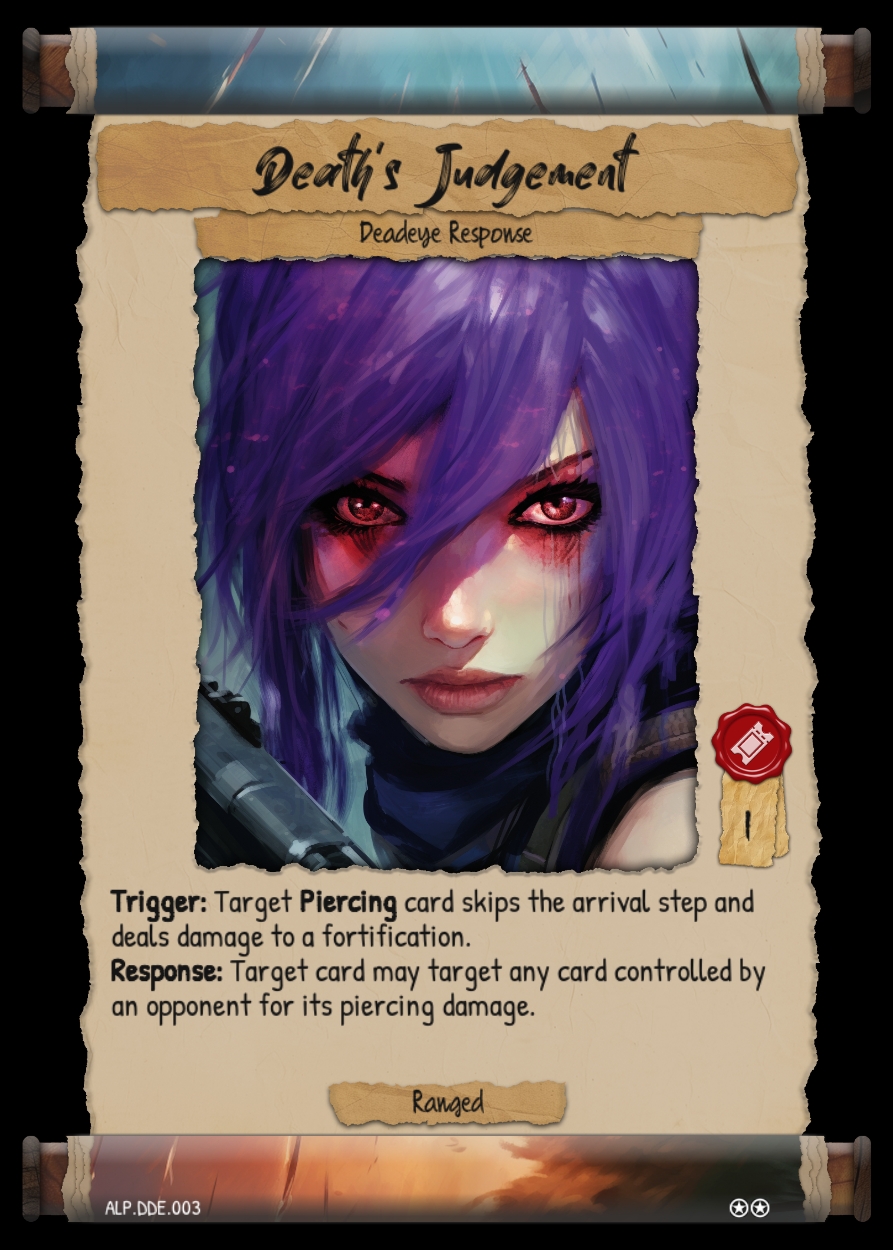 Death's Judgement
Deadeye Response
1
Trigger: Target Piercing card skips the arrival step and
deals damage to a fortification.
Response: Target card may target any card controlled by
an opponent for its piercing damage.
Ranged
ALP.DDE.003